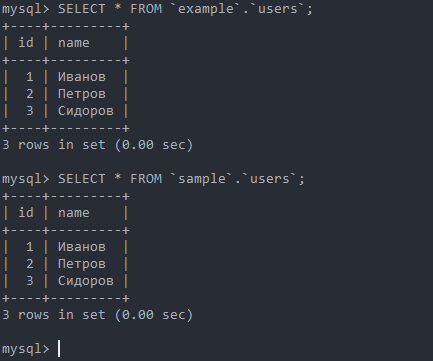 mysql> SELECT * FROM `example`.`users`;
+----+---------+
| id | name    |
+----+---------+
|  1 | Иванов  |
|  2 | Петров  |
|  3 | Сидоров |
+----+---------+
3 rows in set (0.00 sec)
mysql> SELECT * FROM `sample`.`users`;
+----+---------+
| id | name    |
+----+---------+
|  1 | Иванов  |
|  2 | Петров  |
|  3 | Сидоров |
+----+---------+
3 rows in set (0.00 sec)
mysql>